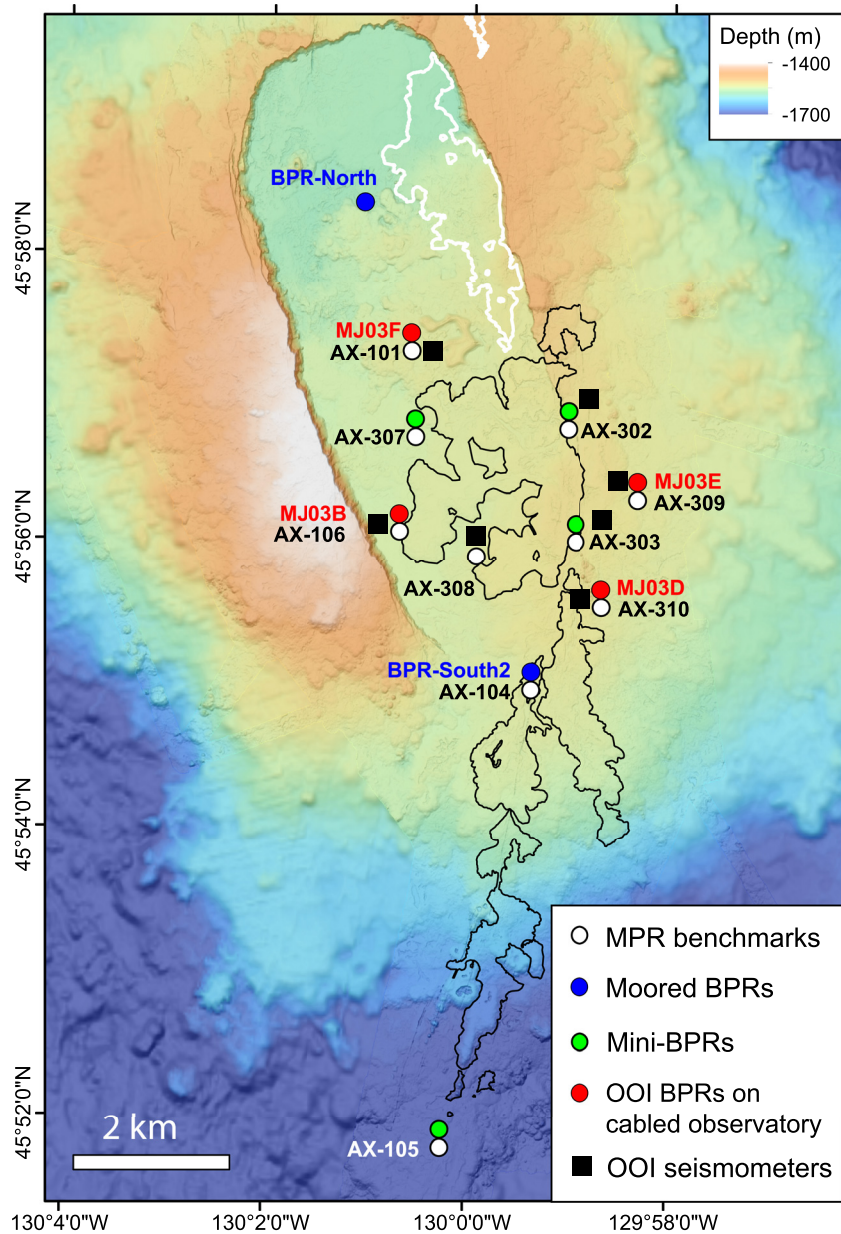 Depth (m)
-1400
-1700
BPR-North
45°58'0"N
MJ03F
AX-101
AX-307
AX-302
MJ03E
AX-309
MJ03B
AX-106
45°56'0"N
AX-303
AX-308
MJ03D
AX-310
BPR-South2
AX-104
45°54'0"N
MPR benchmarks
Moored BPRs
Mini-BPRs
OOI BPRs on
cabled observatory
OOI seismometers
45°52'0"N
2 km
AX-105
130°4'0"W
130°2'0"W
130°0'0"W
129°58'0"W